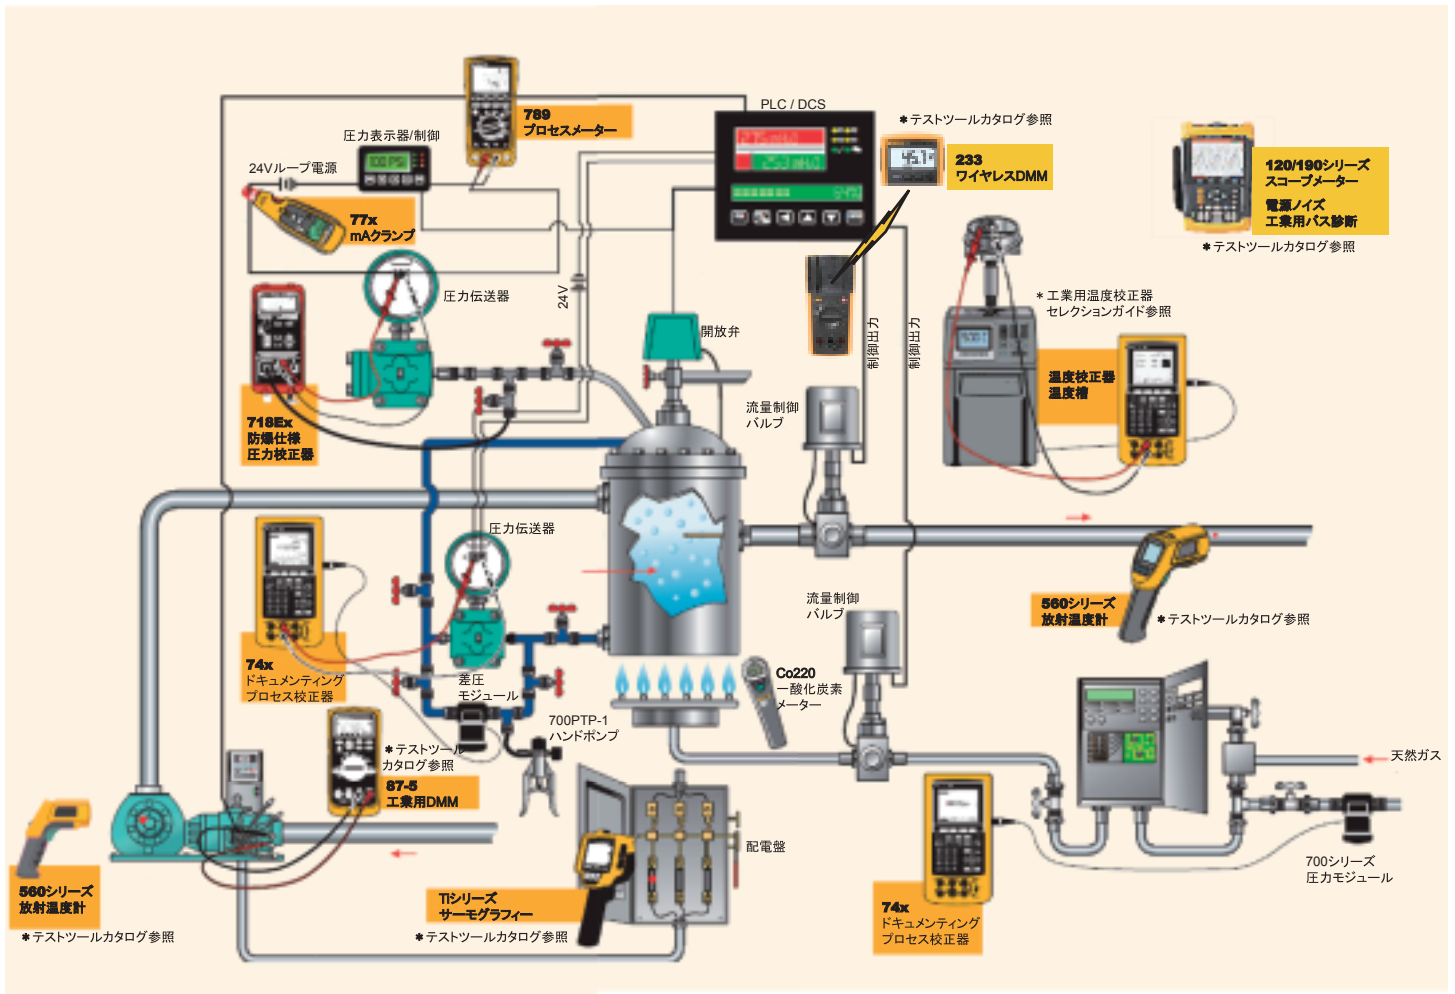 PLC / DCS
789
プロセスメーター
圧力表示器/制御
24Vループ電源
100 PSI
77x
mAクランプ
圧力伝送器
24V
718Ex
防爆仕様
圧力校正器
開放弁
＊テストツールカタログ参照
233
ワイヤレスDMM
120/190シリーズ
スコープメーター
電源ノイズ
工業用バス診断
＊テストツールカタログ参照
＊工業用温度校正器
セレクションガイド参照
温度校正器
温度槽
制御出力
制御出力
流量制御
バルブ
圧力伝送器
74x
ドキュメンティング
プロセス校正器
差圧
モジュール
700PTP-1
ハンドポンプ
流量制御
バルブ
Co220
一酸化炭素
メーター
560シリーズ
放射温度計
＊テストツールカタログ参照
天然ガス
＊テストツール
カタログ参照
87-5
工業用DMM
560シリーズ
放射温度計
＊テストツールカタログ参照
TIシリーズ
サーモグラフィー
＊テストツールカタログ参照
配電盤
74x
ドキュメンティング
プロセス校正器
700シリーズ
圧力モジュール